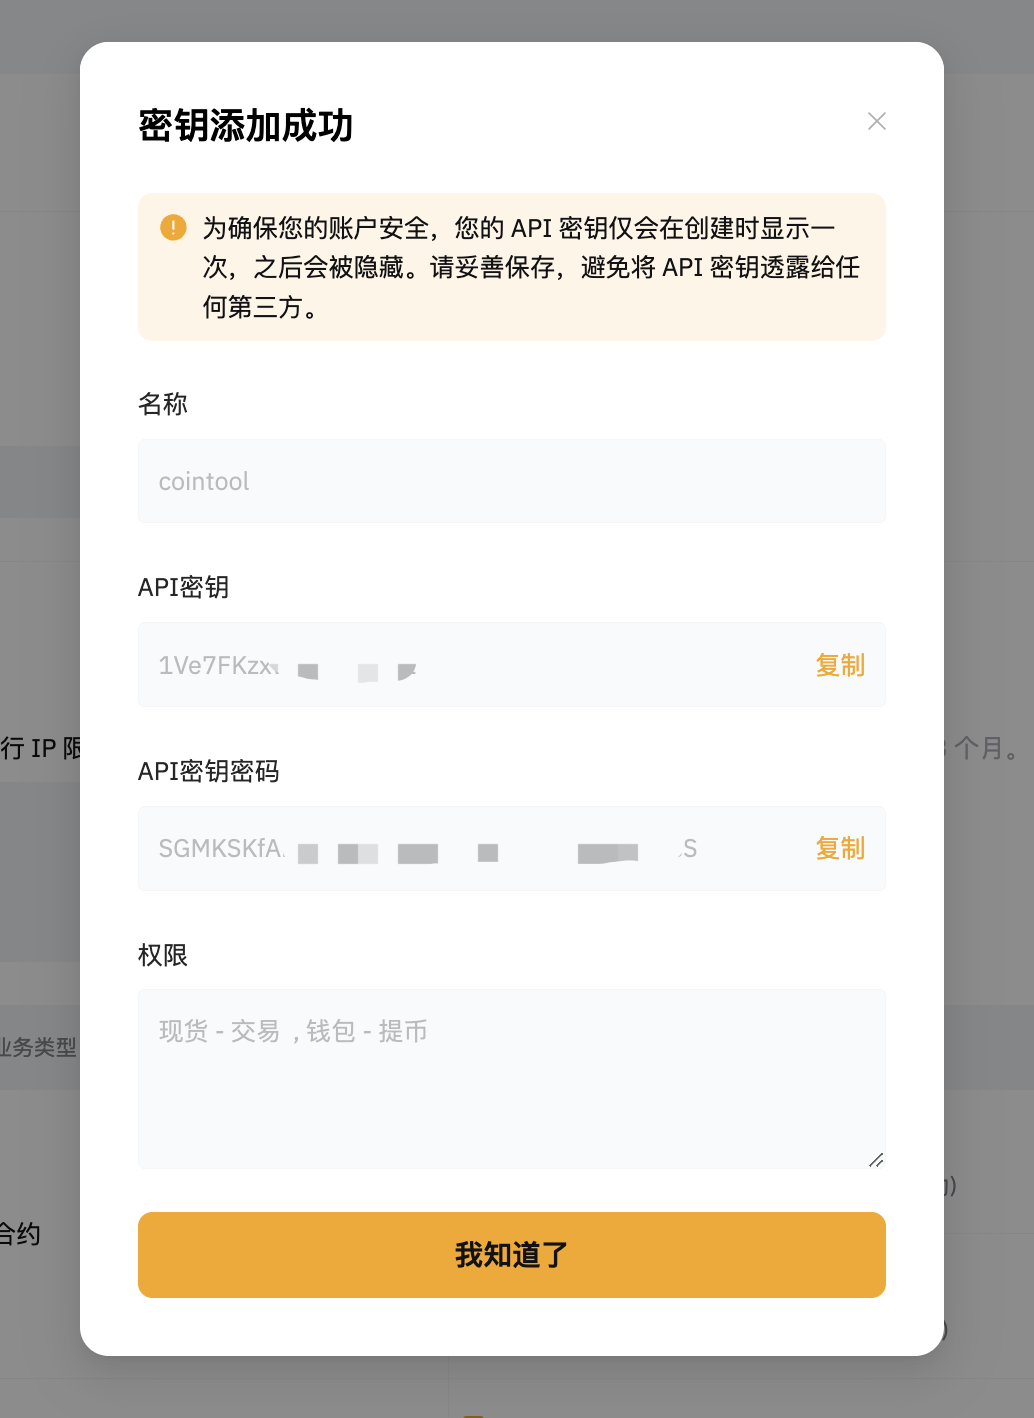 密钥添加成功
为确保您的账户安全，您的 API 密钥仅会在创建时显示一
次，之后会被隐藏。请妥善保存，避免将 API 密钥透露给任
何第三方。
名称
cointool
API密钥
1Ve7FKzx
复制
行 IP 限
个月。
API密钥密码
SGMKSKfA
S
复制
权限
现货 - 交易 , 钱包 - 提币
业务类型
合约
我知道了